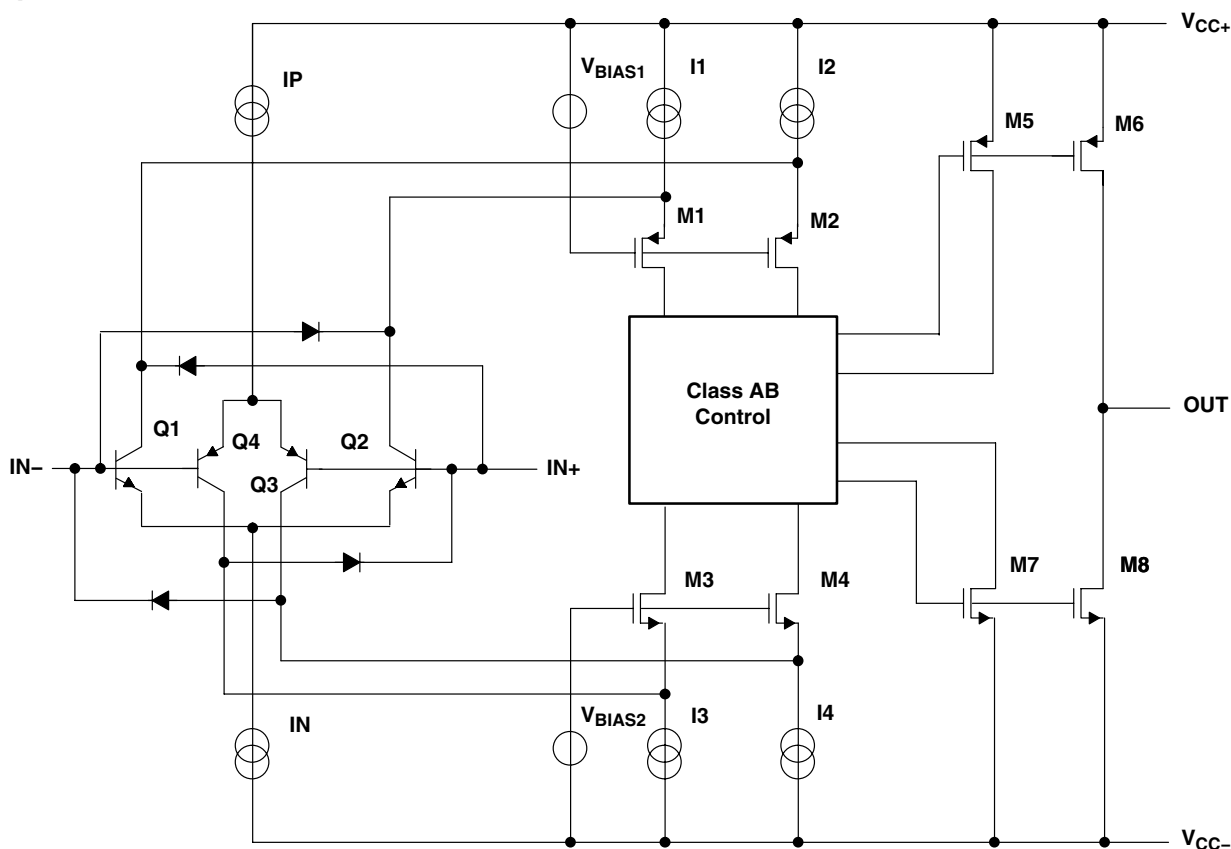 VCC+
IP
VBIAS1
I1
I2
M5
M6
M1
M2
Class AB
Control
OUT
Q1
Q4
Q2
IN−
Q3
IN+
M3
M4
M7
M8
IN
VBIAS2
I3
I4
VCC−